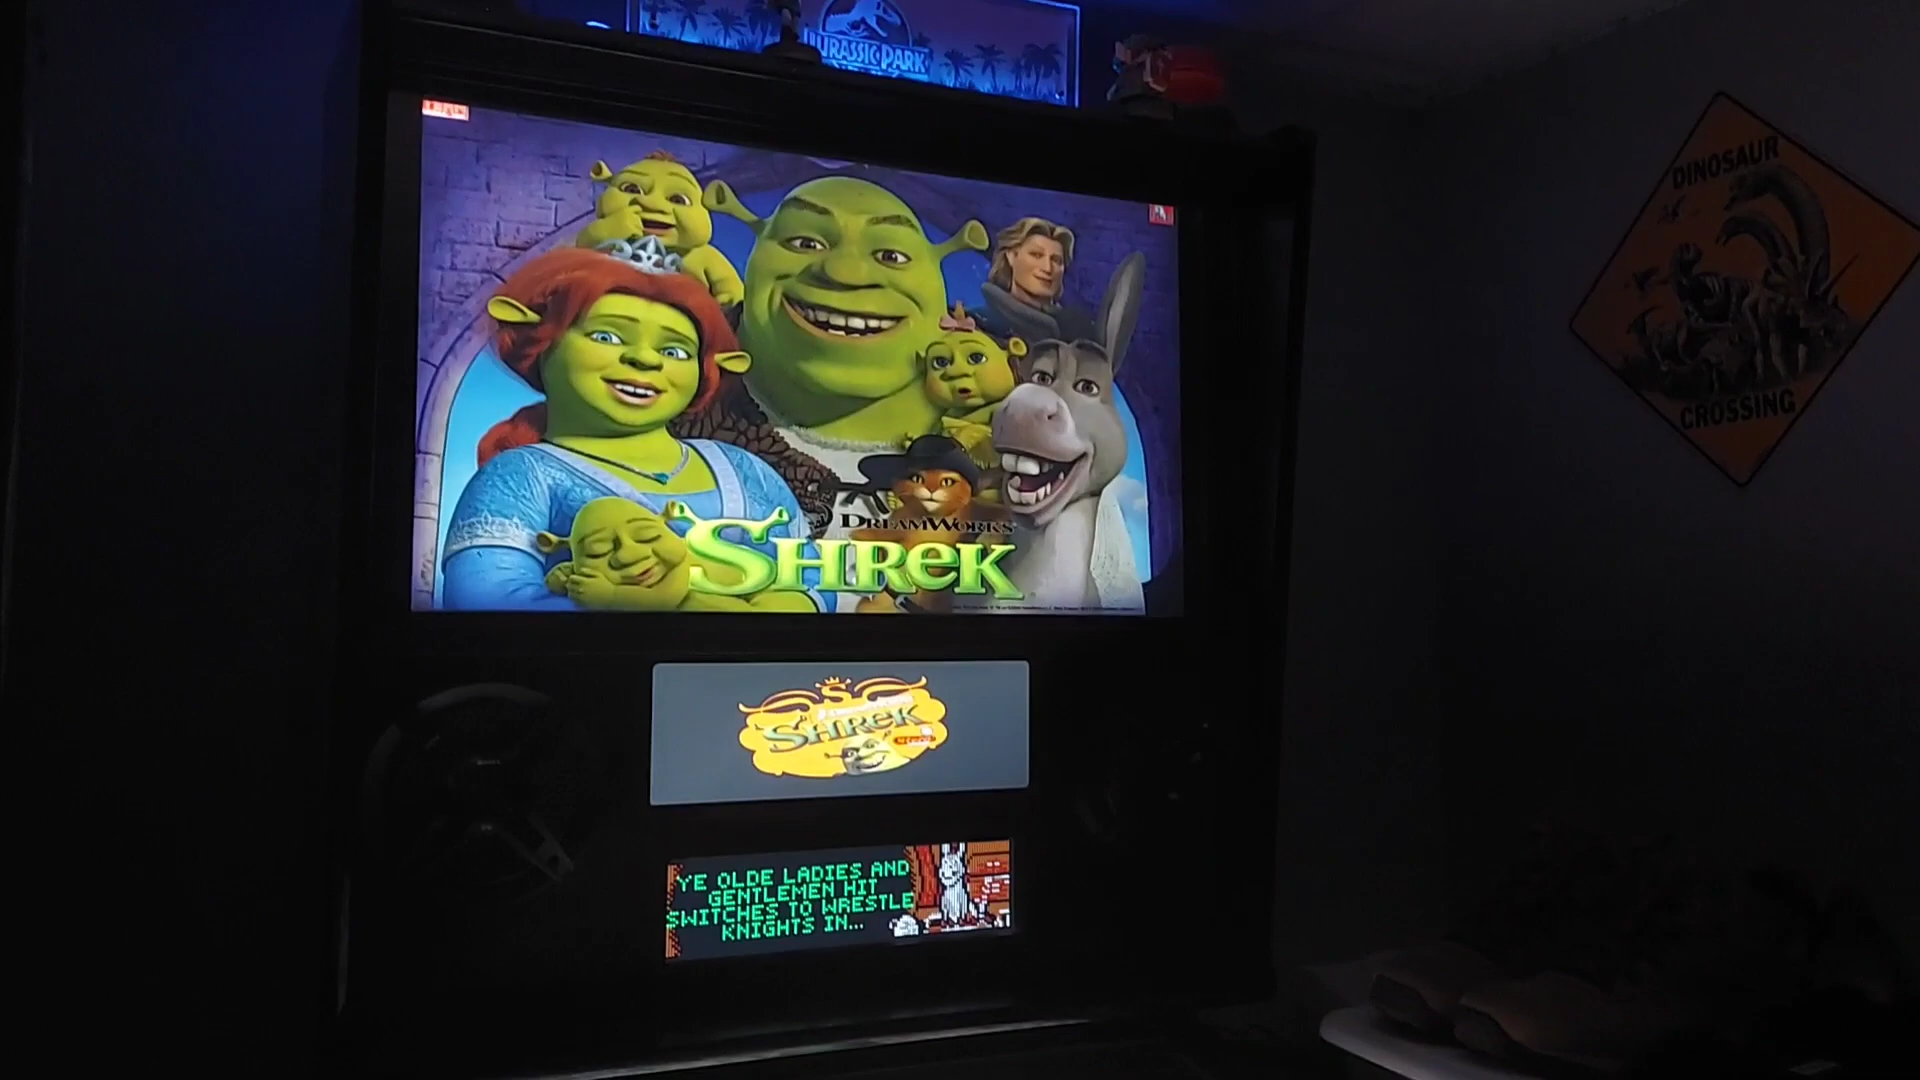 JURASSIC PARK
DINOSAUR
CROSSING
DREAMWORKS
SHREK
SHREK
YE OLDE LADIES AND
GENTLEMEN HIT
SWITCHES TO WRESTLE
KNIGHTS IN...